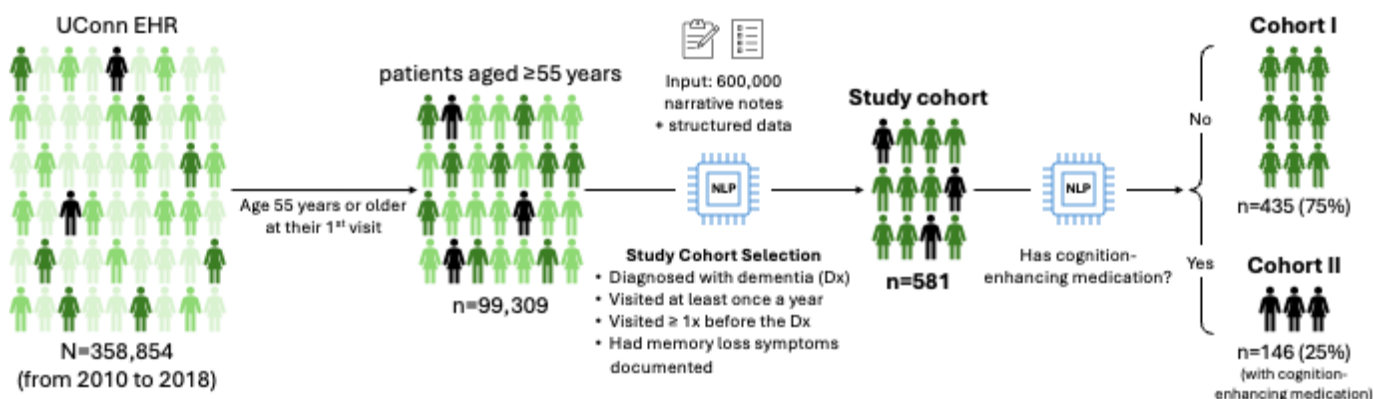 UConn EHR
N=358,854
(from 2010 to 2018)
Age 55 years or older
at their 1st visit
patients aged ≥55 years
n=99,309
Input: 600,000
narrative notes
+ structured data
NLP
Study Cohort Selection
• Diagnosed with dementia (Dx)
• Visited at least once a year
• Visited ≥ 1x before the Dx
• Had memory loss symptoms
documented
Study cohort
n=581
NLP
Has cognition-
enhancing medication?
No
Yes
Cohort I
n=435 (75%)
Cohort II
n=146 (25%)
(with cognition-
enhancing medication)